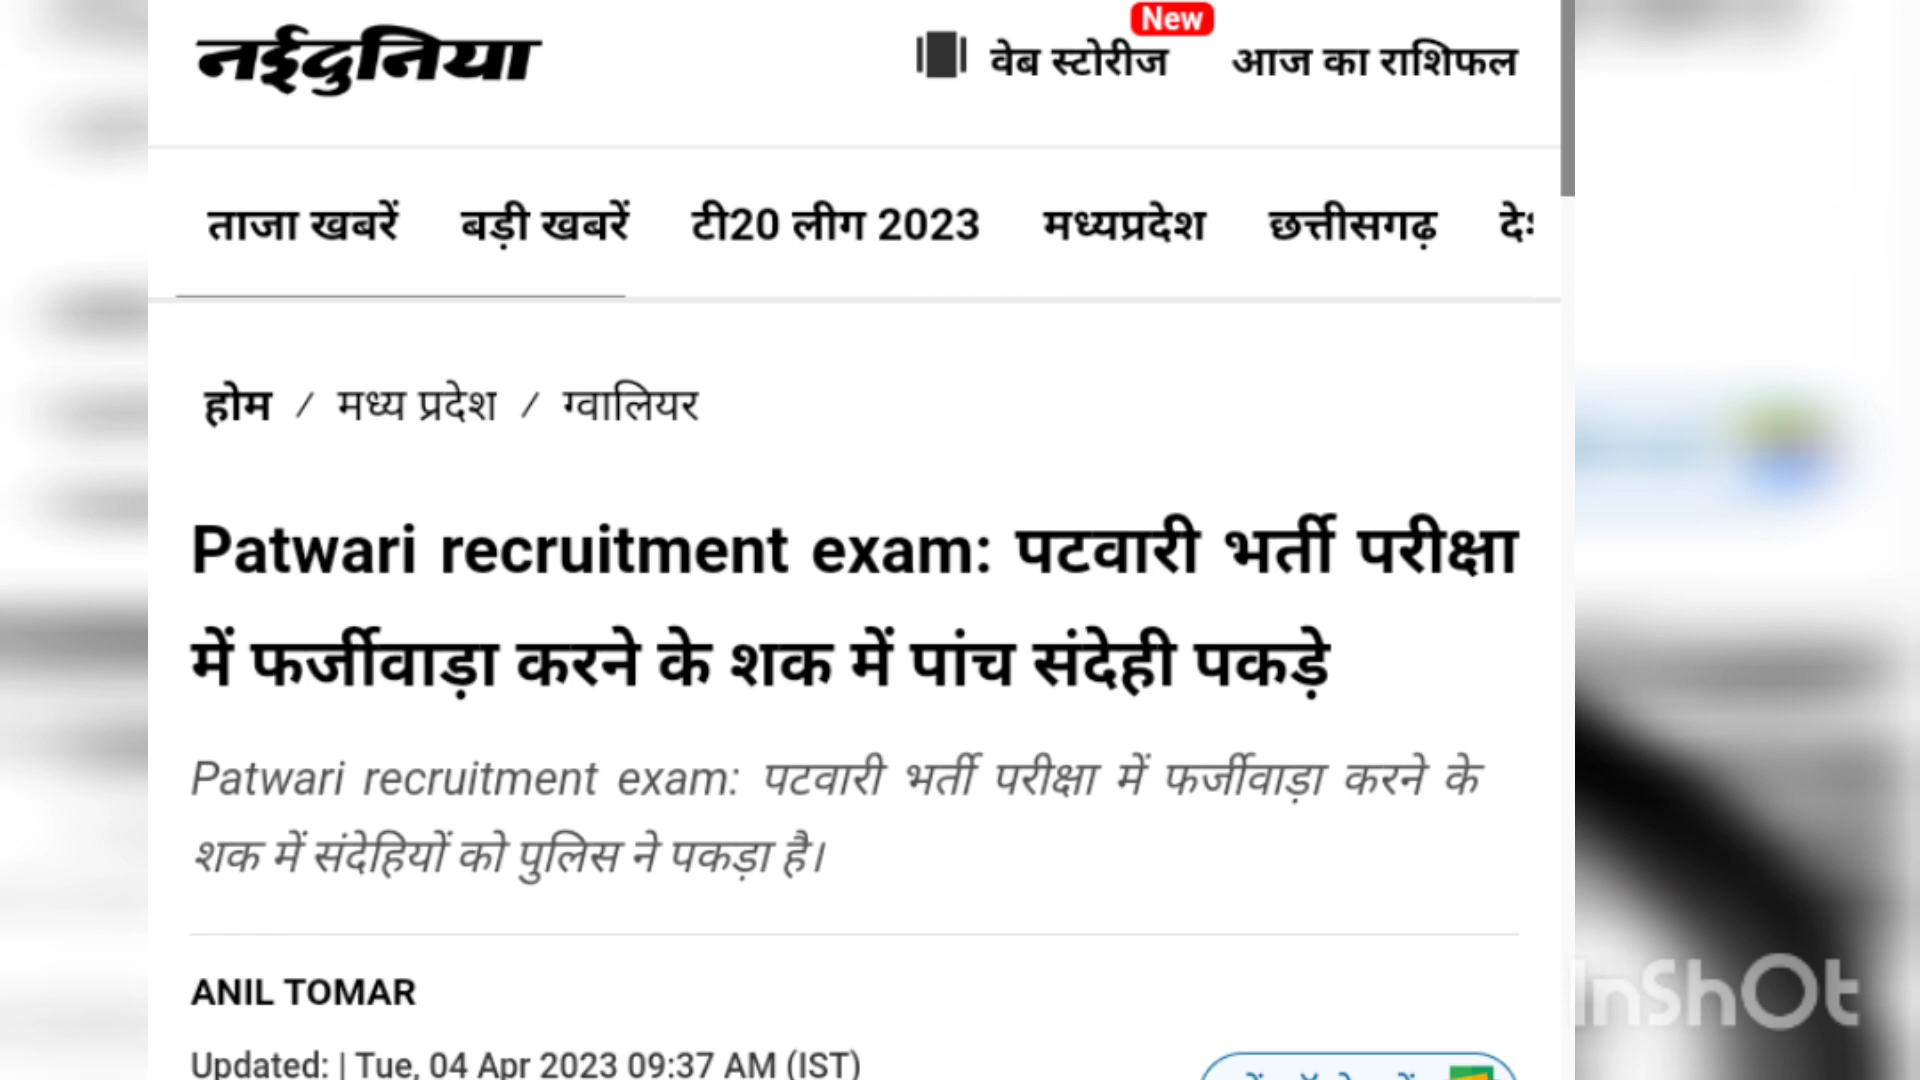 नईदुनिया
New
वेब स्टोरीज आज का राशिफल
ताजा खबरें बड़ी खबरें टी20 लीग 2023 मध्यप्रदेश छत्तीसगढ़
होम / मध्य प्रदेश / ग्वालियर
Patwari recruitment exam: पटवारी भर्ती परीक्षा
में फर्जीवाड़ा करने के शक में पांच संदेही पकड़े
Patwari recruitment exam: पटवारी भर्ती परीक्षा में फर्जीवाड़ा करने के
शक में संदेहियों को पुलिस ने पकड़ा है।
ANIL TOMAR
Updated: | Tue, 04 Apr 2023 09:37 AM (IST)
InShOt